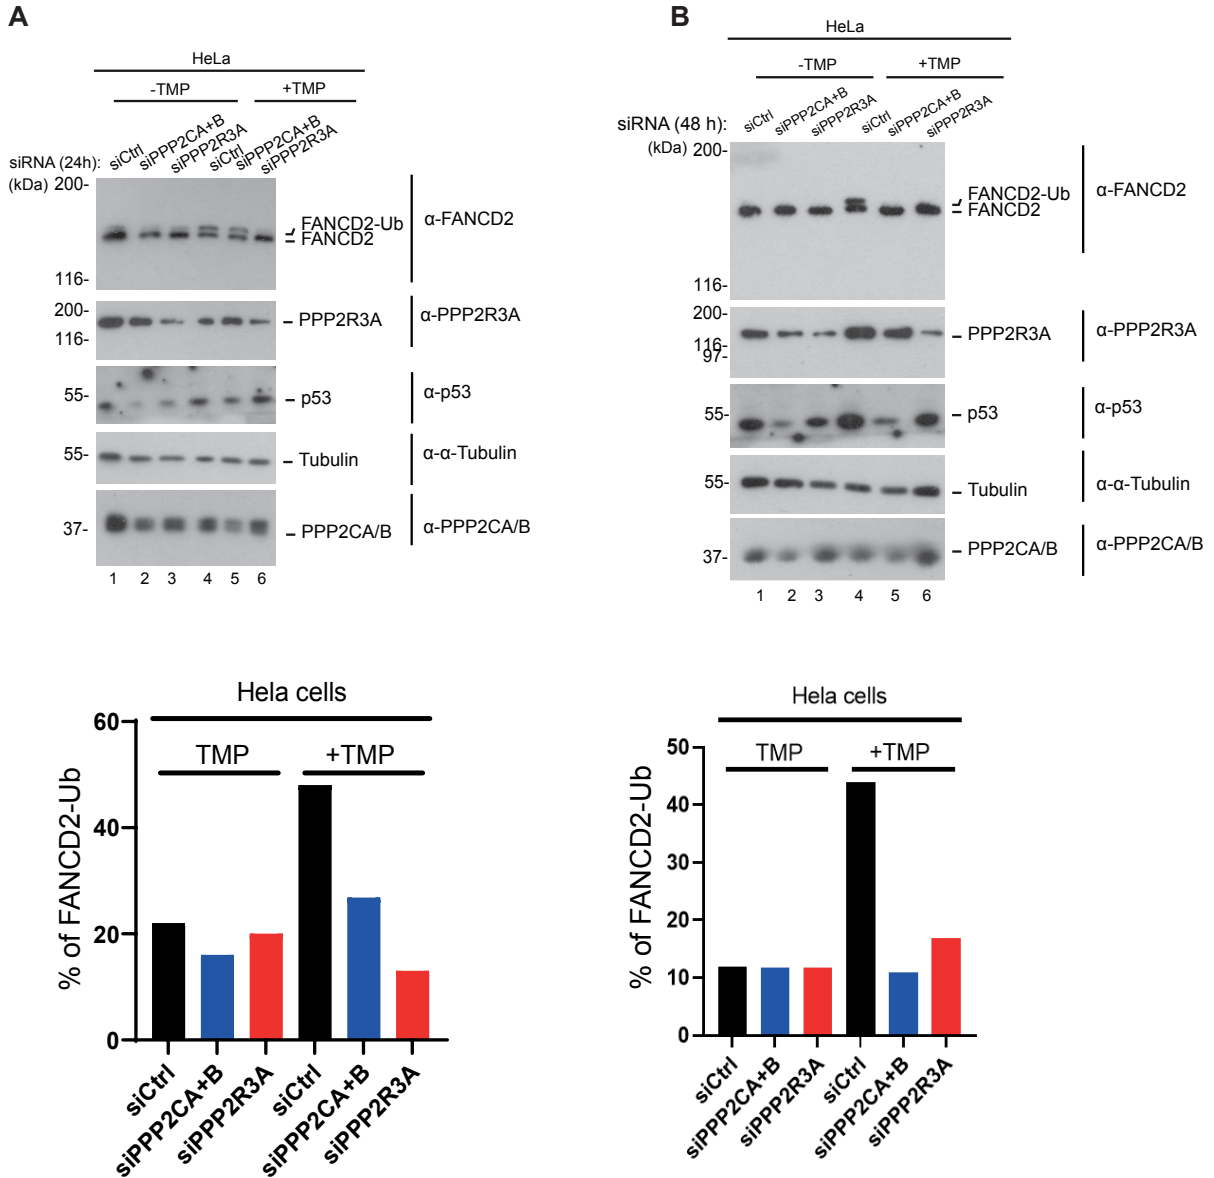 A
HeLa
-TMP
+TMP
siRNA (24h):
siCtrl
siPPP2CA+B
siPPP2R3A
siCtrl
siPPP2CA+B
siPPP2R3A
(kDa)
200-
FANCD2-Ub
FANCD2
α-FANCD2
116-
200-
PPP2R3A
α-PPP2R3A
116-
55-
p53
α-p53
55-
Tubulin
α-α-Tubulin
37-
PPP2CA/B
α-PPP2CA/B
1 2 3 4 5 6
B
HeLa
-TMP
+TMP
siRNA (48 h):
siCtrl
siPPP2CA+B
siPPP2R3A
siCtrl
siPPP2CA+B
siPPP2R3A
(kDa)
200-
FANCD2-Ub
FANCD2
α-FANCD2
116-
200-
PPP2R3A
α-PPP2R3A
116-
97-
55-
p53
α-p53
55-
Tubulin
α-α-Tubulin
37-
PPP2CA/B
α-PPP2CA/B
1 2 3 4 5 6
Hela cells
TMP
+TMP
% of FANCD2-Ub
60
40
20
0
siCtrl
siPPP2CA+B
siPPP2R3A
siCtrl
siPPP2CA+B
siPPP2R3A
Hela cells
TMP
+TMP
% of FANCD2-Ub
50
40
30
20
10
0
siCtrl
siPPP2CA+B
siPPP2R3A
siCtrl
siPPP2CA+B
siPPP2R3A